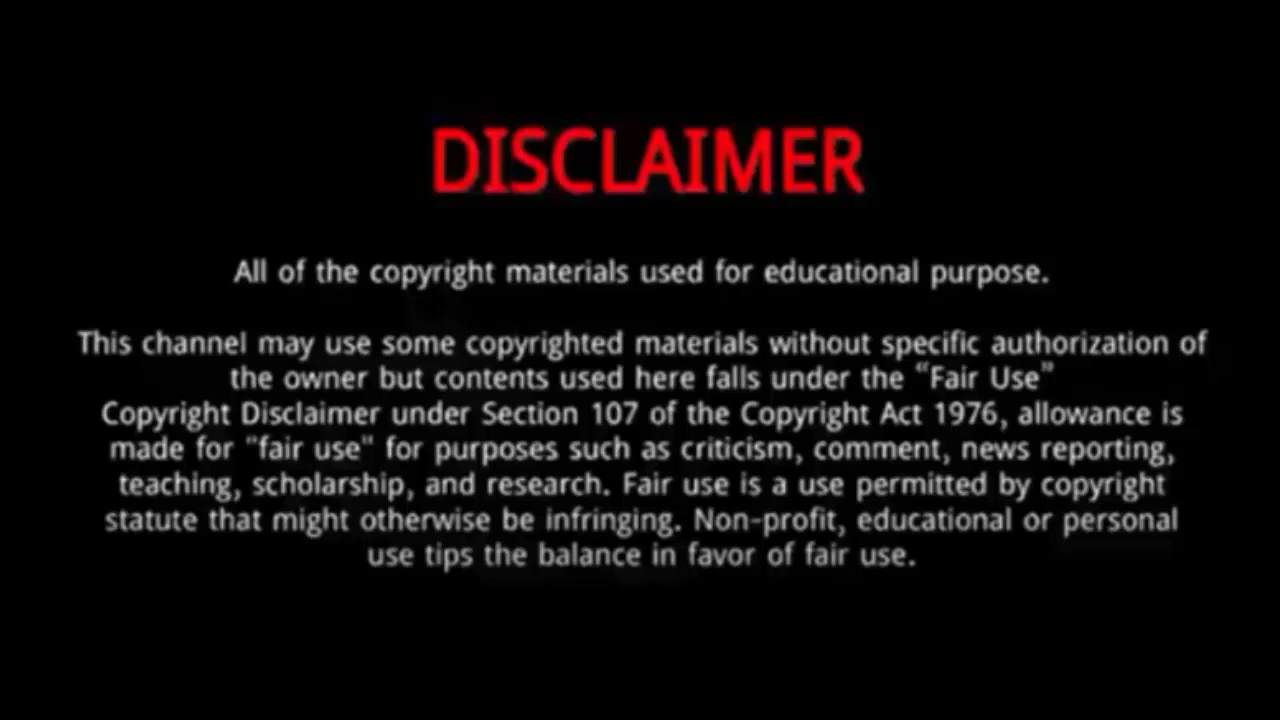 DISCLAIMER
All of the copyright materials used for educational purpose.
This channel may use some copyrighted materials without specific authorization of
the owner but contents used here falls under the “Fair Use”
Copyright Disclaimer under Section 107 of the Copyright Act 1976, allowance is
made for "fair use" for purposes such as criticism, comment, news reporting,
teaching, scholarship, and research. Fair use is a use permitted by copyright
statute that might otherwise be infringing. Non-profit, educational or personal
use tips the balance in favor of fair use.